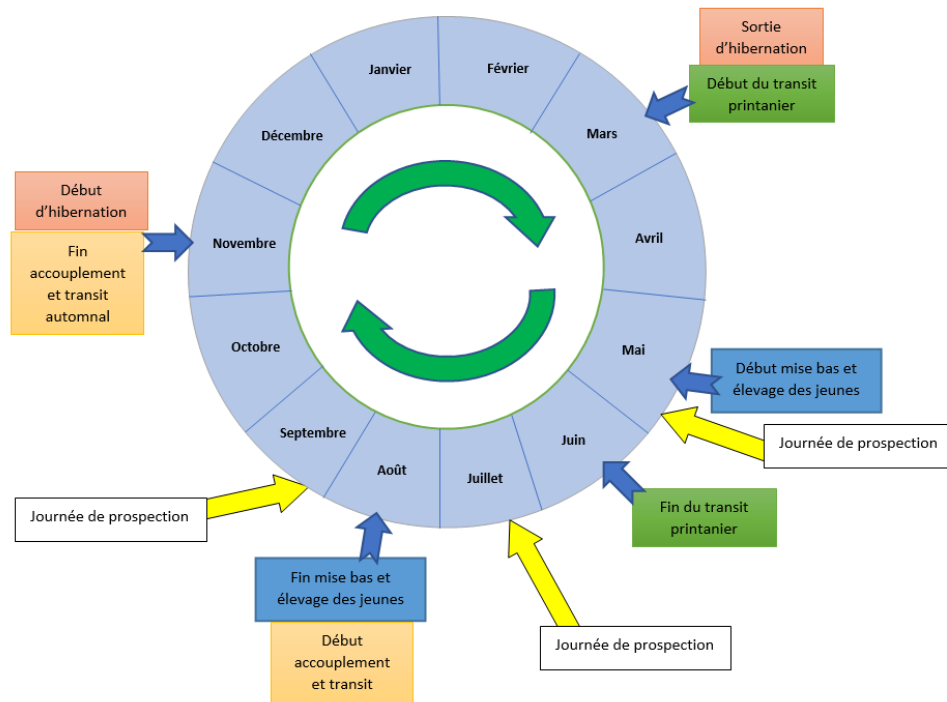 Janvier
Février
Sortie
d’hibernation
Début du transit
printanier
Mars
Décembre
Début
d’hibernation
Fin
accouplement
et transit
automnal
Novembre
Avril
Octobre
Mai
Début mise bas et
élevage des jeunes
Journée de prospection
Septembre
Août
Juillet
Juin
Fin du transit
printanier
Journée de prospection
Fin mise bas et
élevage des jeunes
Début
accouplement
et transit
Journée de prospection